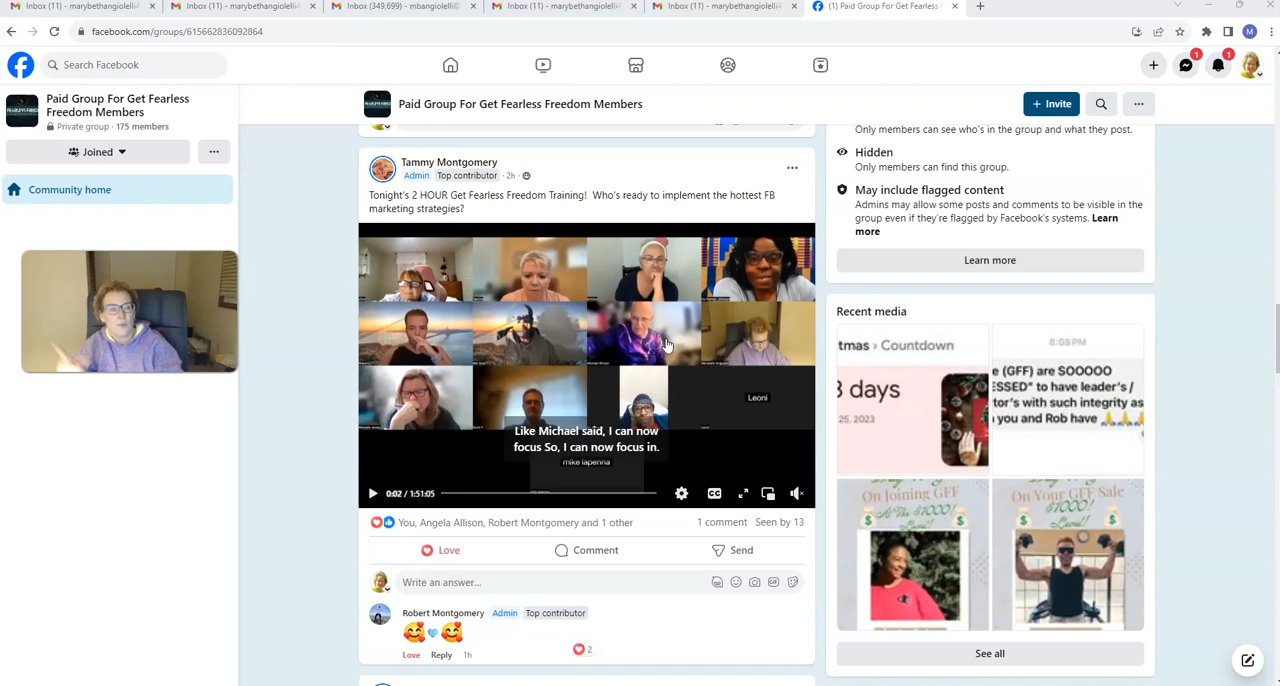 Inbox (11) - marybethangiolelli
Inbox (11) - marybethangiolelli
Inbox (349,699) - mbangiolelli@
Inbox (11) - marybethangiolelli
Inbox (11) - marybethangiolelli
(1) Paid Group For Get Fearless
facebook.com/groups/615662836092864
M
Search Facebook
1
1
Paid Group For Get Fearless
Freedom Members
Private group · 175 members
Joined
Community home
Paid Group For Get Fearless Freedom Members
+ Invite
Tammy Montgomery
Admin Top contributor · 2h ·
Tonight's 2 HOUR Get Fearless Freedom Training! Who's ready to implement the hottest FB
marketing strategies?
Leoni
Like Michael said, I can now
focus So, I can now focus in.
mike lapenna
0:02 / 1:51:05
CC
You, Angela Allison, Robert Montgomery and 1 other
1 comment Seen by 13
Love
Comment
Send
Write an answer...
GIF
Robert Montgomery Admin Top contributor
🥰💙🥰
2
Love Reply 1h
Only members can see who's in the group and what they post.
Hidden
Only members can find this group.
May include flagged content
Admins may allow some posts and comments to be visible in the
group even if they're flagged by Facebook's systems. Learn
more
Learn more
Recent media
tmas › Countdown
3 days
25, 2023
8:08PM
e (GFF) are SOOOO
ESSED" to have leader's /
tor's with such integrity as
you and Rob have 🙏🙏🙏
On Joining GFF
At The $1000
Level!
On Your GFF Sale
$1000!
Level!
See all